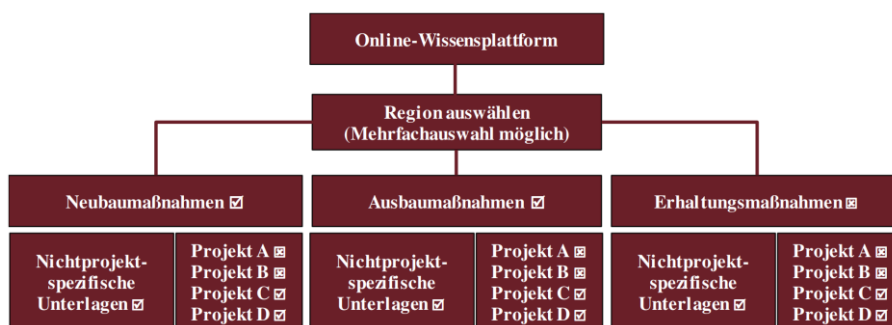 Online-Wissensplattform
Region auswählen
(Mehrfachauswahl möglich)
Neubaumaßnahmen ☑
Ausbaumaßnahmen ☑
Erhaltungsmaßnahmen ☒
Nichtprojekt-
spezifische
Unterlagen ☑
Projekt A ☒
Projekt B ☒
Projekt C ☑
Projekt D ☑
Nichtprojekt-
spezifische
Unterlagen ☑
Projekt A ☒
Projekt B ☒
Projekt C ☑
Projekt D ☑
Nichtprojekt-
spezifische
Unterlagen ☑
Projekt A ☒
Projekt B ☒
Projekt C ☑
Projekt D ☑